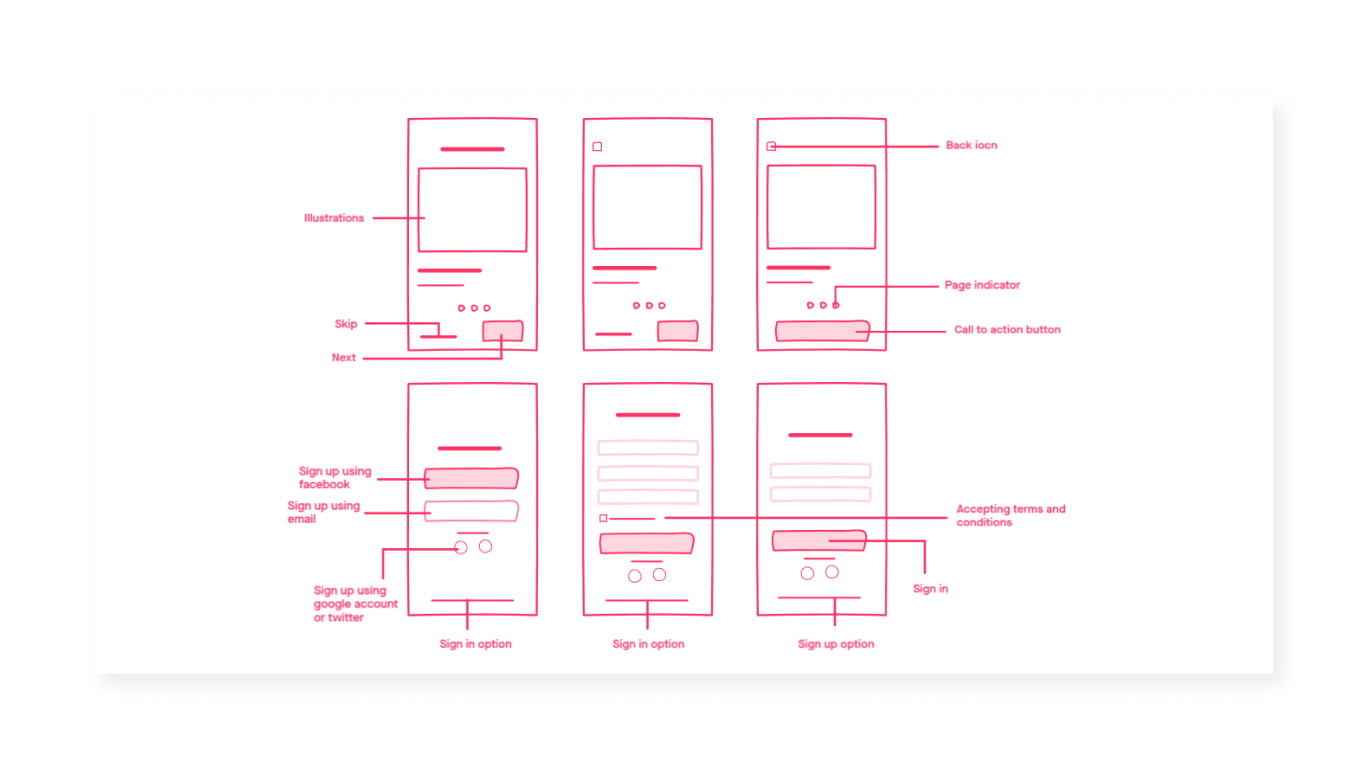 Back iocn
Illustrations
Page indicator
Skip
Call to action button
Next
Sign up using
facebook
Sign up using
email
Accepting terms and
conditions
Sign up using
google account
or twitter
Sign in
Sign in option
Sign in option
Sign up option